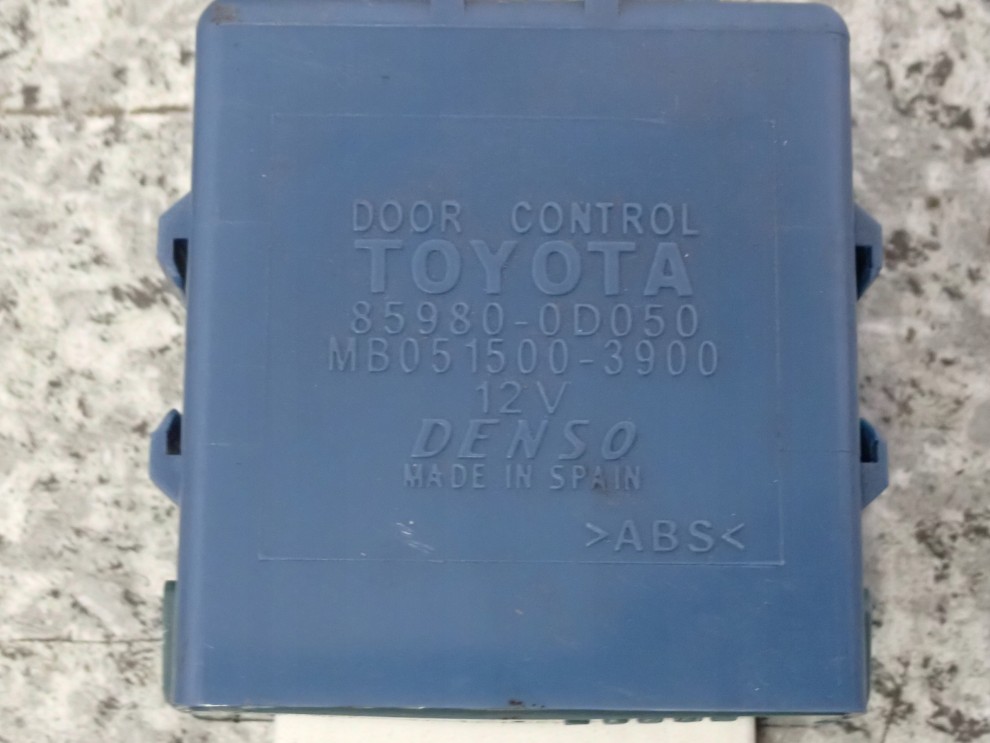 DOOR CONTROL
TOYOTA
85980-0D050
MB051500-3900
12V
DENSO
MADE IN SPAIN
>ABS<